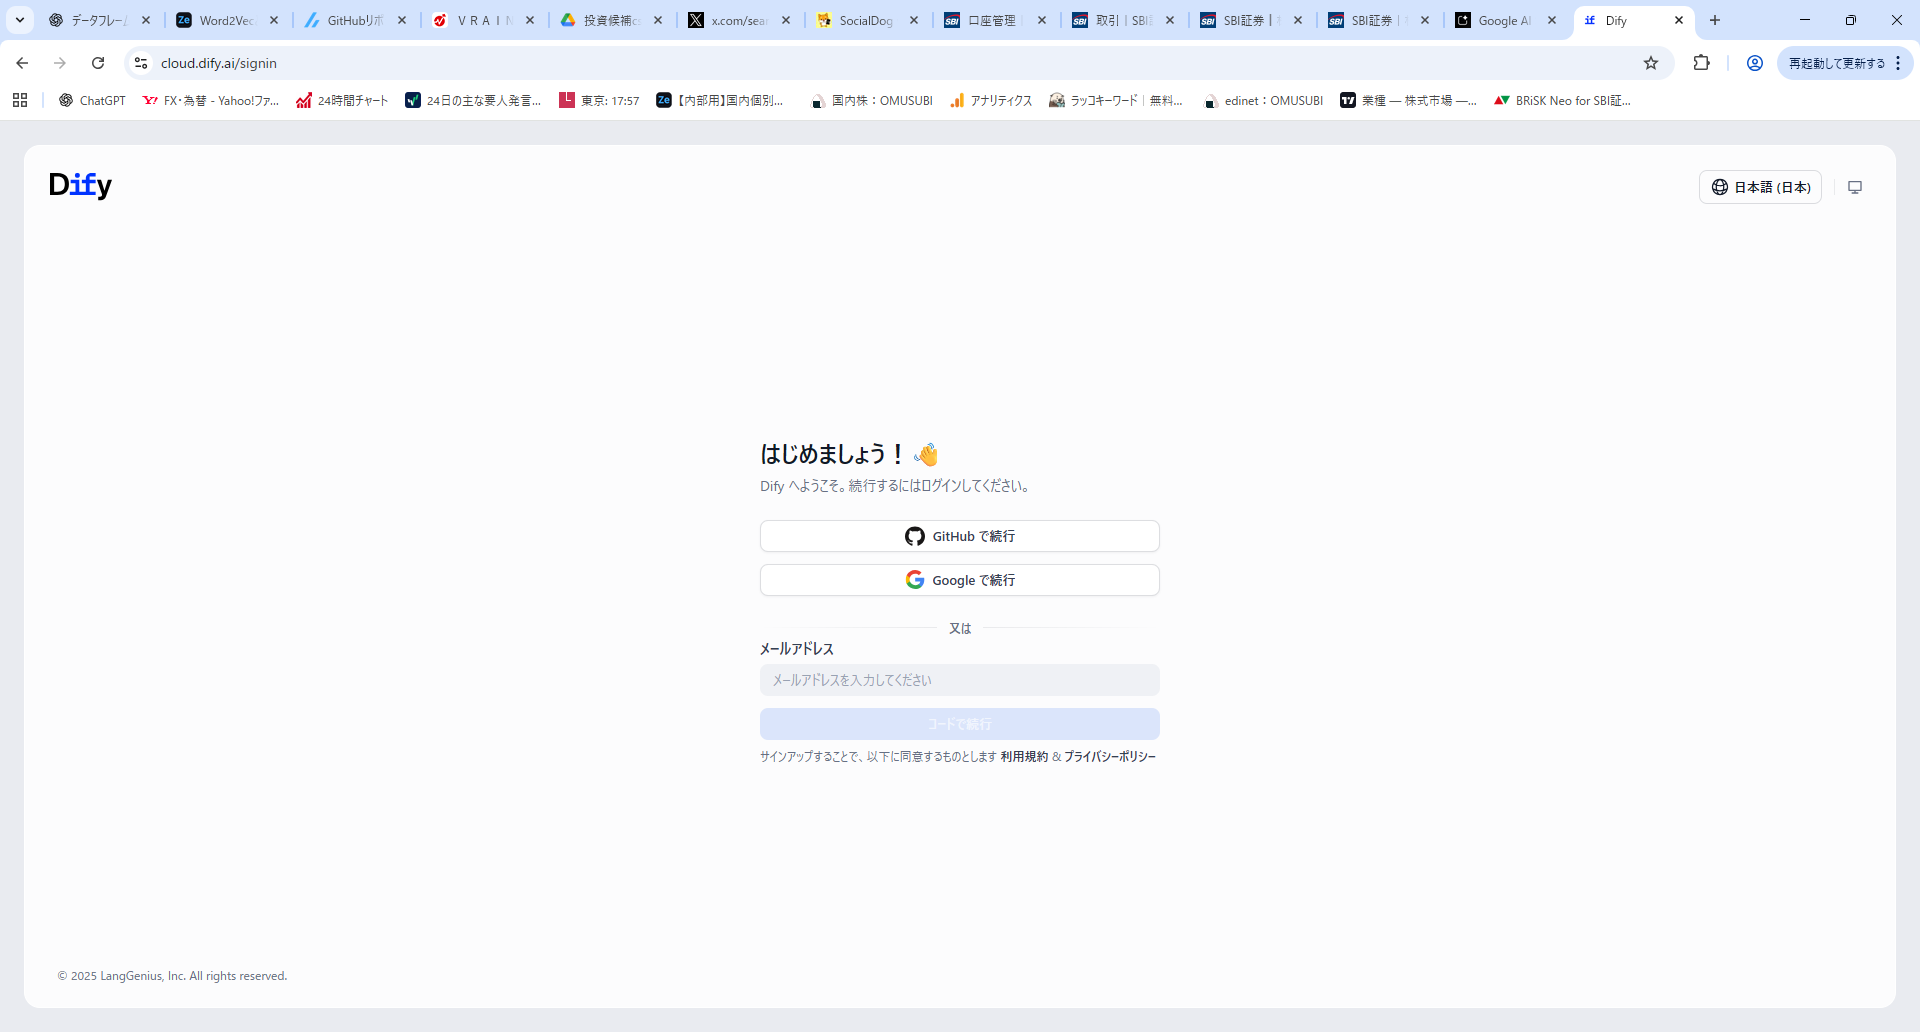 データフレーム
Word2Vec
GitHubリポ
ＶＲＡＩＮ
投資候補cs
x.com/sear
SocialDog
口座管理
取引｜SBI証
SBI証券｜株
SBI証券｜株
Google AI
Dify
cloud.dify.ai/signin
再起動して更新する
ChatGPT
FX・為替 - Yahoo!ファ...
24時間チャート
24日の主な要人発言...
東京: 17:57
【内部用】国内個別...
国内株：OMUSUBI
アナリティクス
ラッコキーワード｜無料...
edinet：OMUSUBI
業種 — 株式市場 —...
BRiSK Neo for SBI証...
Dify
日本語 (日本)
はじめましょう！👋
Dify へようこそ。続行するにはログインしてください。
GitHub で続行
Google で続行
又は
メールアドレス
メールアドレスを入力してください
コードで続行
サインアップすることで、以下に同意するものとします 利用規約 & プライバシーポリシー
© 2025 LangGenius, Inc. All rights reserved.